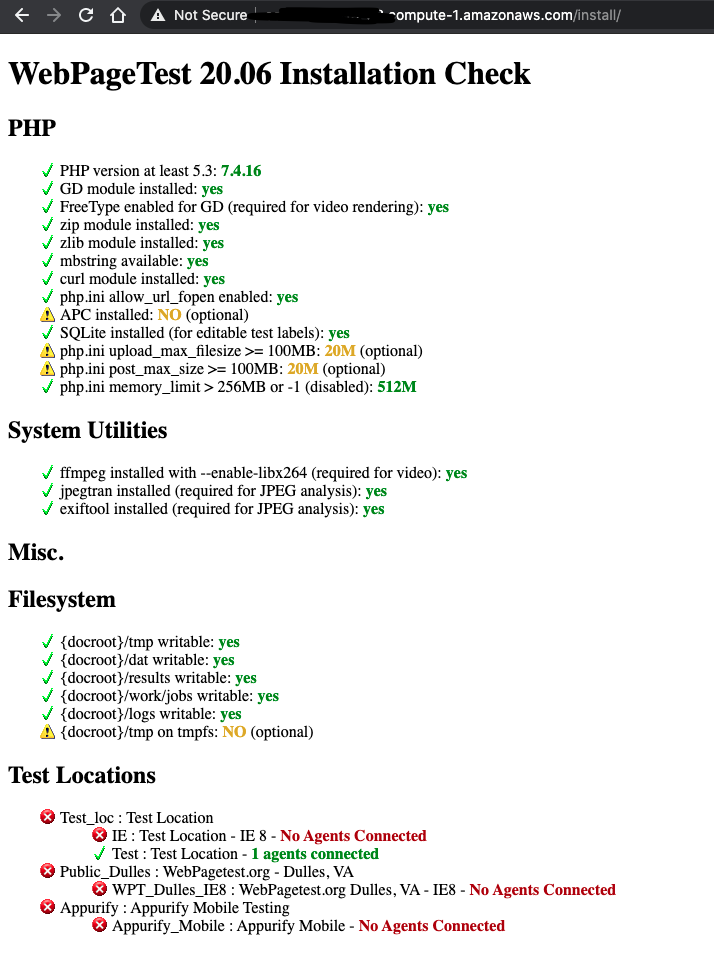 Not Secure
compute-1.amazonaws.com/install/
WebPageTest 20.06 Installation Check
PHP
PHP version at least 5.3: 7.4.16
GD module installed: yes
FreeType enabled for GD (required for video rendering): yes
zip module installed: yes
zlib module installed: yes
mbstring available: yes
curl module installed: yes
php.ini allow_url_fopen enabled: yes
APC installed: NO (optional)
SQLite installed (for editable test labels): yes
php.ini upload_max_filesize >= 100MB: 20M (optional)
php.ini post_max_size >= 100MB: 20M (optional)
php.ini memory_limit > 256MB or -1 (disabled): 512M
System Utilities
ffmpeg installed with --enable-libx264 (required for video): yes
jpegtran installed (required for JPEG analysis): yes
exiftool installed (required for JPEG analysis): yes
Misc.
Filesystem
{docroot}/tmp writable: yes
{docroot}/dat writable: yes
{docroot}/results writable: yes
{docroot}/work/jobs writable: yes
{docroot}/logs writable: yes
{docroot}/tmp on tmpfs: NO (optional)
Test Locations
Test_loc : Test Location
IE : Test Location - IE 8 - No Agents Connected
Test : Test Location - 1 agents connected
Public_Dulles : WebPagetest.org - Dulles, VA
WPT_Dulles_IE8 : WebPagetest.org Dulles, VA - IE8 - No Agents Connected
Appurify : Appurify Mobile Testing
Appurify_Mobile : Appurify Mobile - No Agents Connected